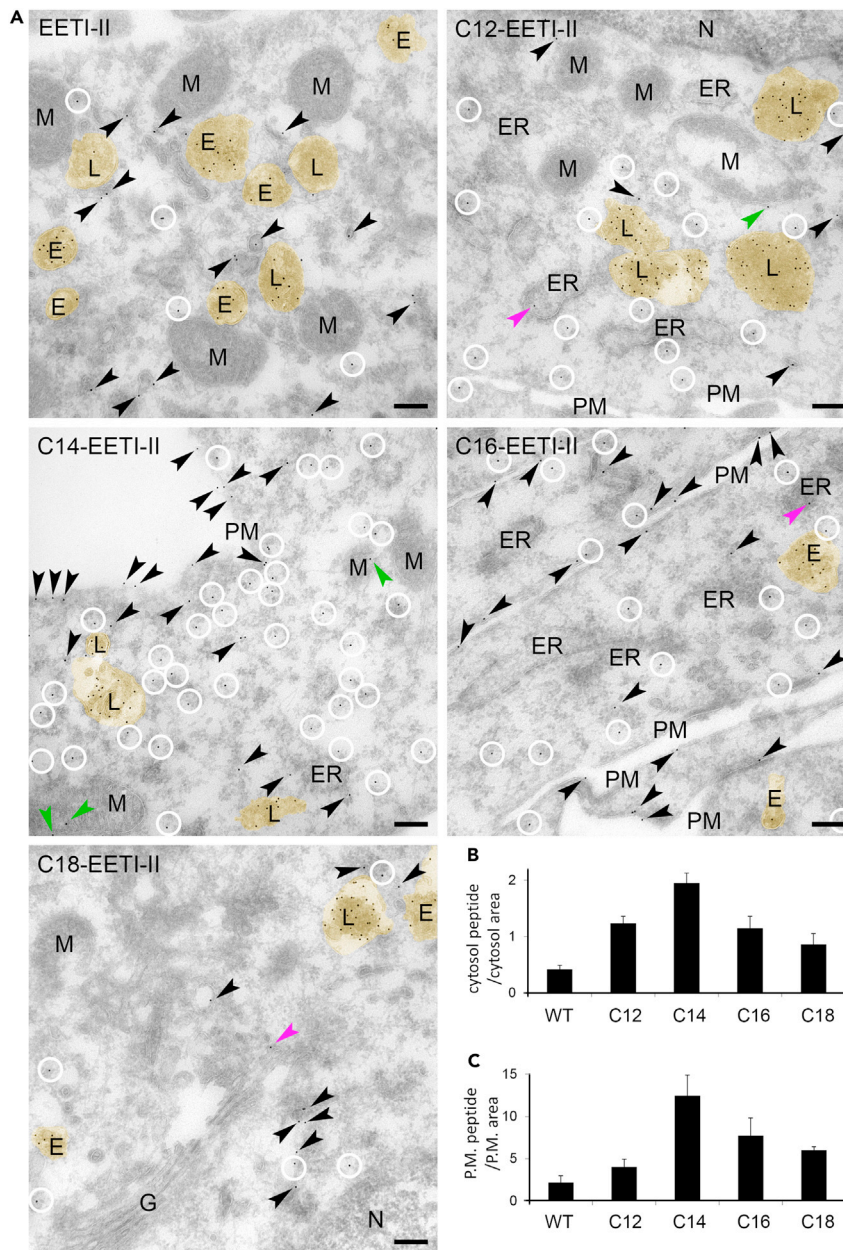 A
EETI-II
E
M
M
M
L
E
L
E
E
L
E
E
M
M
C12-EETI-II
N
M
ER
L
M
ER
M
L
L
L
ER
ER
PM
PM
C14-EETI-II
PM
M
M
L
L
ER
M
L
C16-EETI-II
PM
ER
ER
E
ER
ER
ER
PM
PM
E
PM
C18-EETI-II
L
E
M
E
G
N
B
cytosol peptide
/cytosol area
2
1
0
WT C12 C14 C16 C18
C
P.M. peptide
/P.M. area
15
10
5
0
WT C12 C14 C16 C18